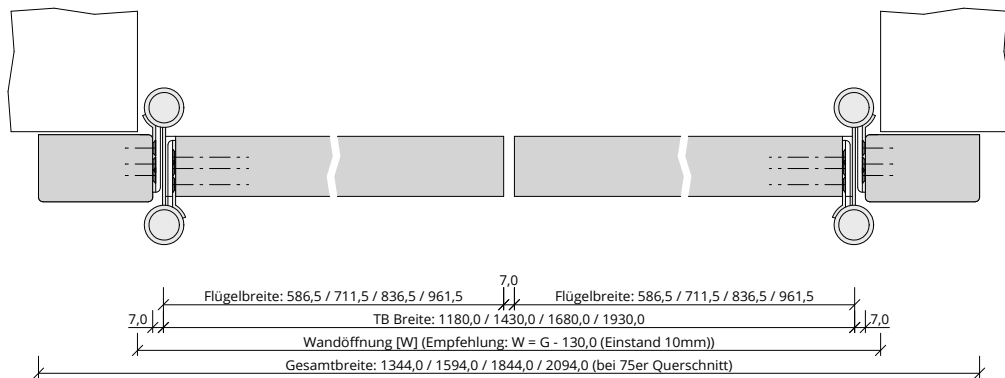 7,0
Flügelbreite: 586,5 / 711,5 / 836,5 / 961,5 Flügelbreite: 586,5 / 711,5 / 836,5 / 961,5
7,0 TB Breite: 1180,0 / 1430,0 / 1680,0 / 1930,0 7,0
Wandöffnung [W] (Empfehlung: W = G - 130,0 (Einstand 10mm))
Gesamtbreite: 1344,0 / 1594,0 / 1844,0 / 2094,0 (bei 75er Querschnitt)